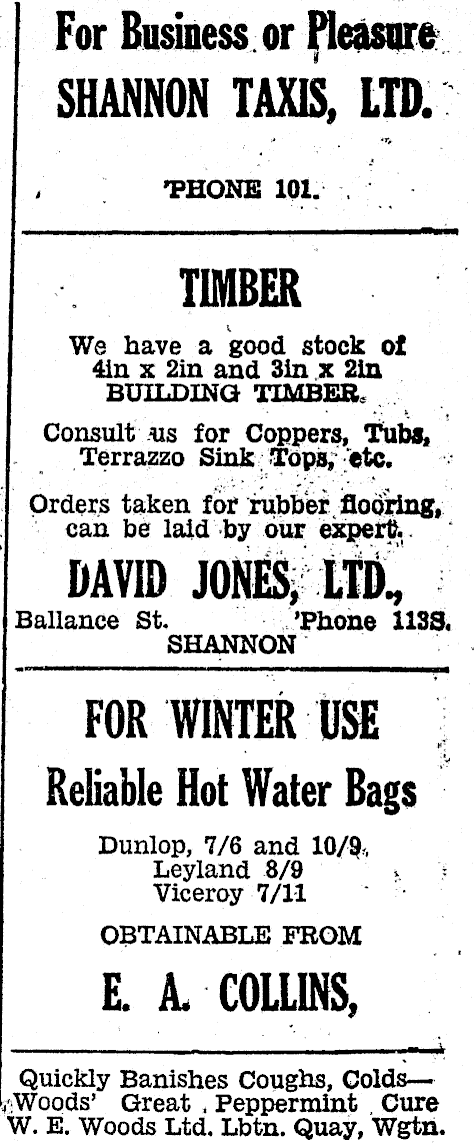 For Business or Pleasure
SHANNON TAXIS, LTD.
'PHONE 101.
TIMBER
We have a good stock of
4in x 2in and 3in x 2in
BUILDING TIMBER.
Consult us for Coppers, Tubs,
Terrazzo Sink Tops, etc.
Orders taken for rubber flooring,
can be laid by our expert.
DAVID JONES, LTD.,
Ballance St. 'Phone 113S.
SHANNON
FOR WINTER USE
Reliable Hot Water Bags
Dunlop, 7/6 and 10/9.
Leyland 8/9
Viceroy 7/11
OBTAINABLE FROM
E. A. COLLINS,
Quickly Banishes Coughs, Colds—
Woods' Great Peppermint Cure
W. E. Woods Ltd. Lbtn. Quay, Wgtn.